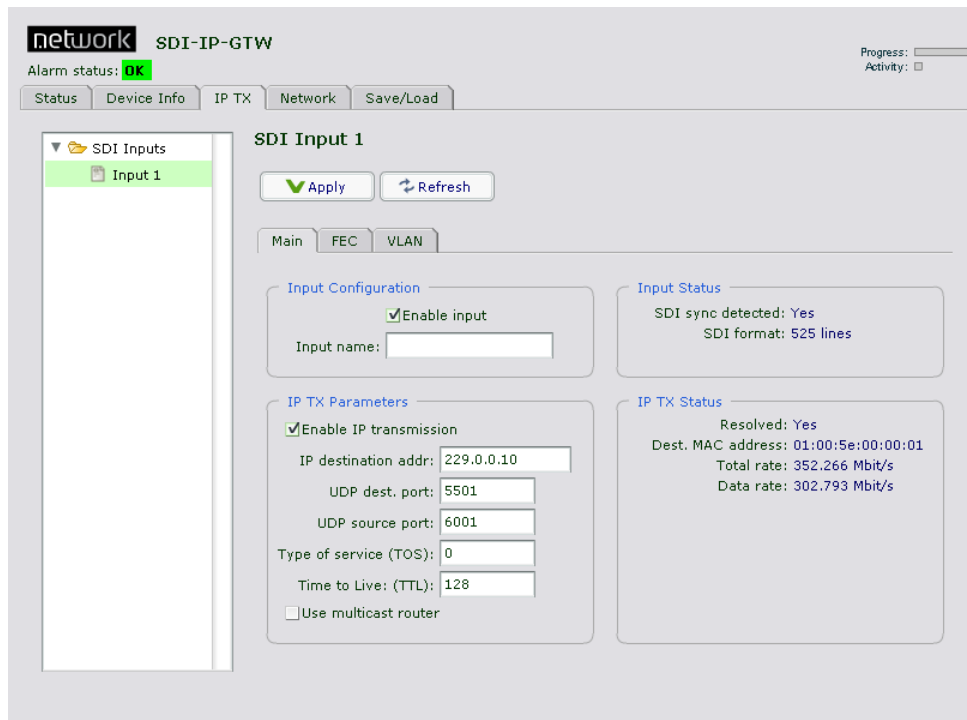 network SDI-IP-GTW
Progress:
Alarm status: OK
Activity:
Status Device Info IP TX Network Save/Load
SDI Inputs
Input 1
SDI Input 1
Apply Refresh
Main FEC VLAN
Input Configuration
Enable input
Input name:
Input Status
SDI sync detected: Yes
SDI format: 525 lines
IP TX Parameters
Enable IP transmission
IP destination addr: 229.0.0.10
UDP dest. port: 5501
UDP source port: 6001
Type of service (TOS): 0
Time to Live: (TTL): 128
Use multicast router
IP TX Status
Resolved: Yes
Dest. MAC address: 01:00:5e:00:00:01
Total rate: 352.266 Mbit/s
Data rate: 302.793 Mbit/s